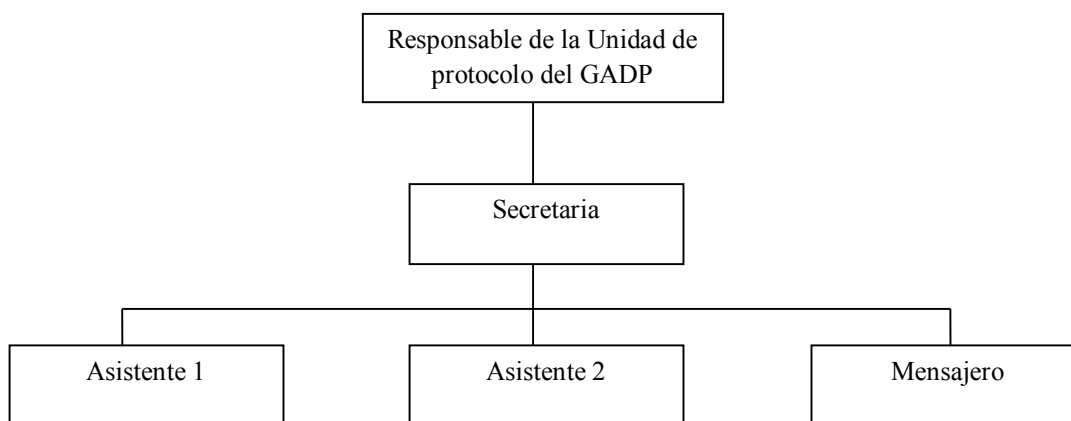 Responsable de la Unidad de
protocolo del GADP
Secretaria
Asistente 1
Asistente 2
Mensajero